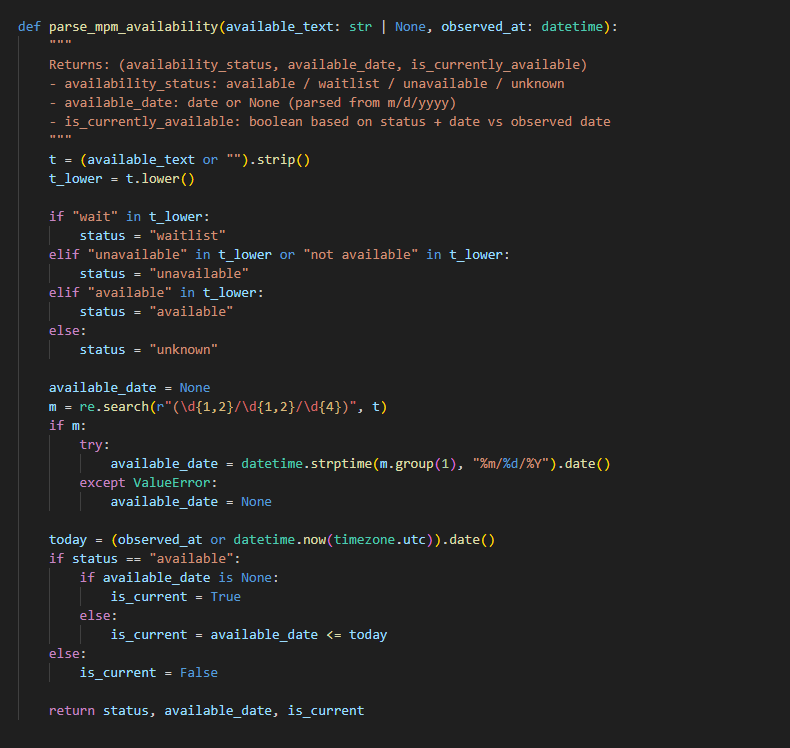 def parse_mpm_availability(available_text: str | None, observed_at: datetime):
    """
    Returns: (availability_status, available_date, is_currently_available)
    - availability_status: available / waitlist / unavailable / unknown
    - available_date: date or None (parsed from m/d/yyyy)
    - is_currently_available: boolean based on status + date vs observed date
    """
    t = (available_text or "").strip()
    t_lower = t.lower()

    if "wait" in t_lower:
        status = "waitlist"
    elif "unavailable" in t_lower or "not available" in t_lower:
        status = "unavailable"
    elif "available" in t_lower:
        status = "available"
    else:
        status = "unknown"

    available_date = None
    m = re.search(r"(\d{1,2}/\d{1,2}/\d{4})", t)
    if m:
        try:
            available_date = datetime.strptime(m.group(1), "%m/%d/%Y").date()
        except ValueError:
            available_date = None

    today = (observed_at or datetime.now(timezone.utc)).date()
    if status == "available":
        if available_date is None:
            is_current = True
        else:
            is_current = available_date <= today
    else:
        is_current = False

    return status, available_date, is_current